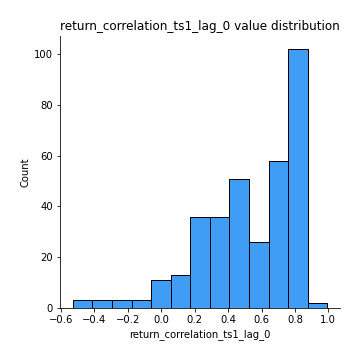 return_correlation_ts1_lag_0 value distribution
100
80
60
40
20
0
Count
−0.6 −0.4 −0.2 0.0 0.2 0.4 0.6 0.8 1.0
return_correlation_ts1_lag_0